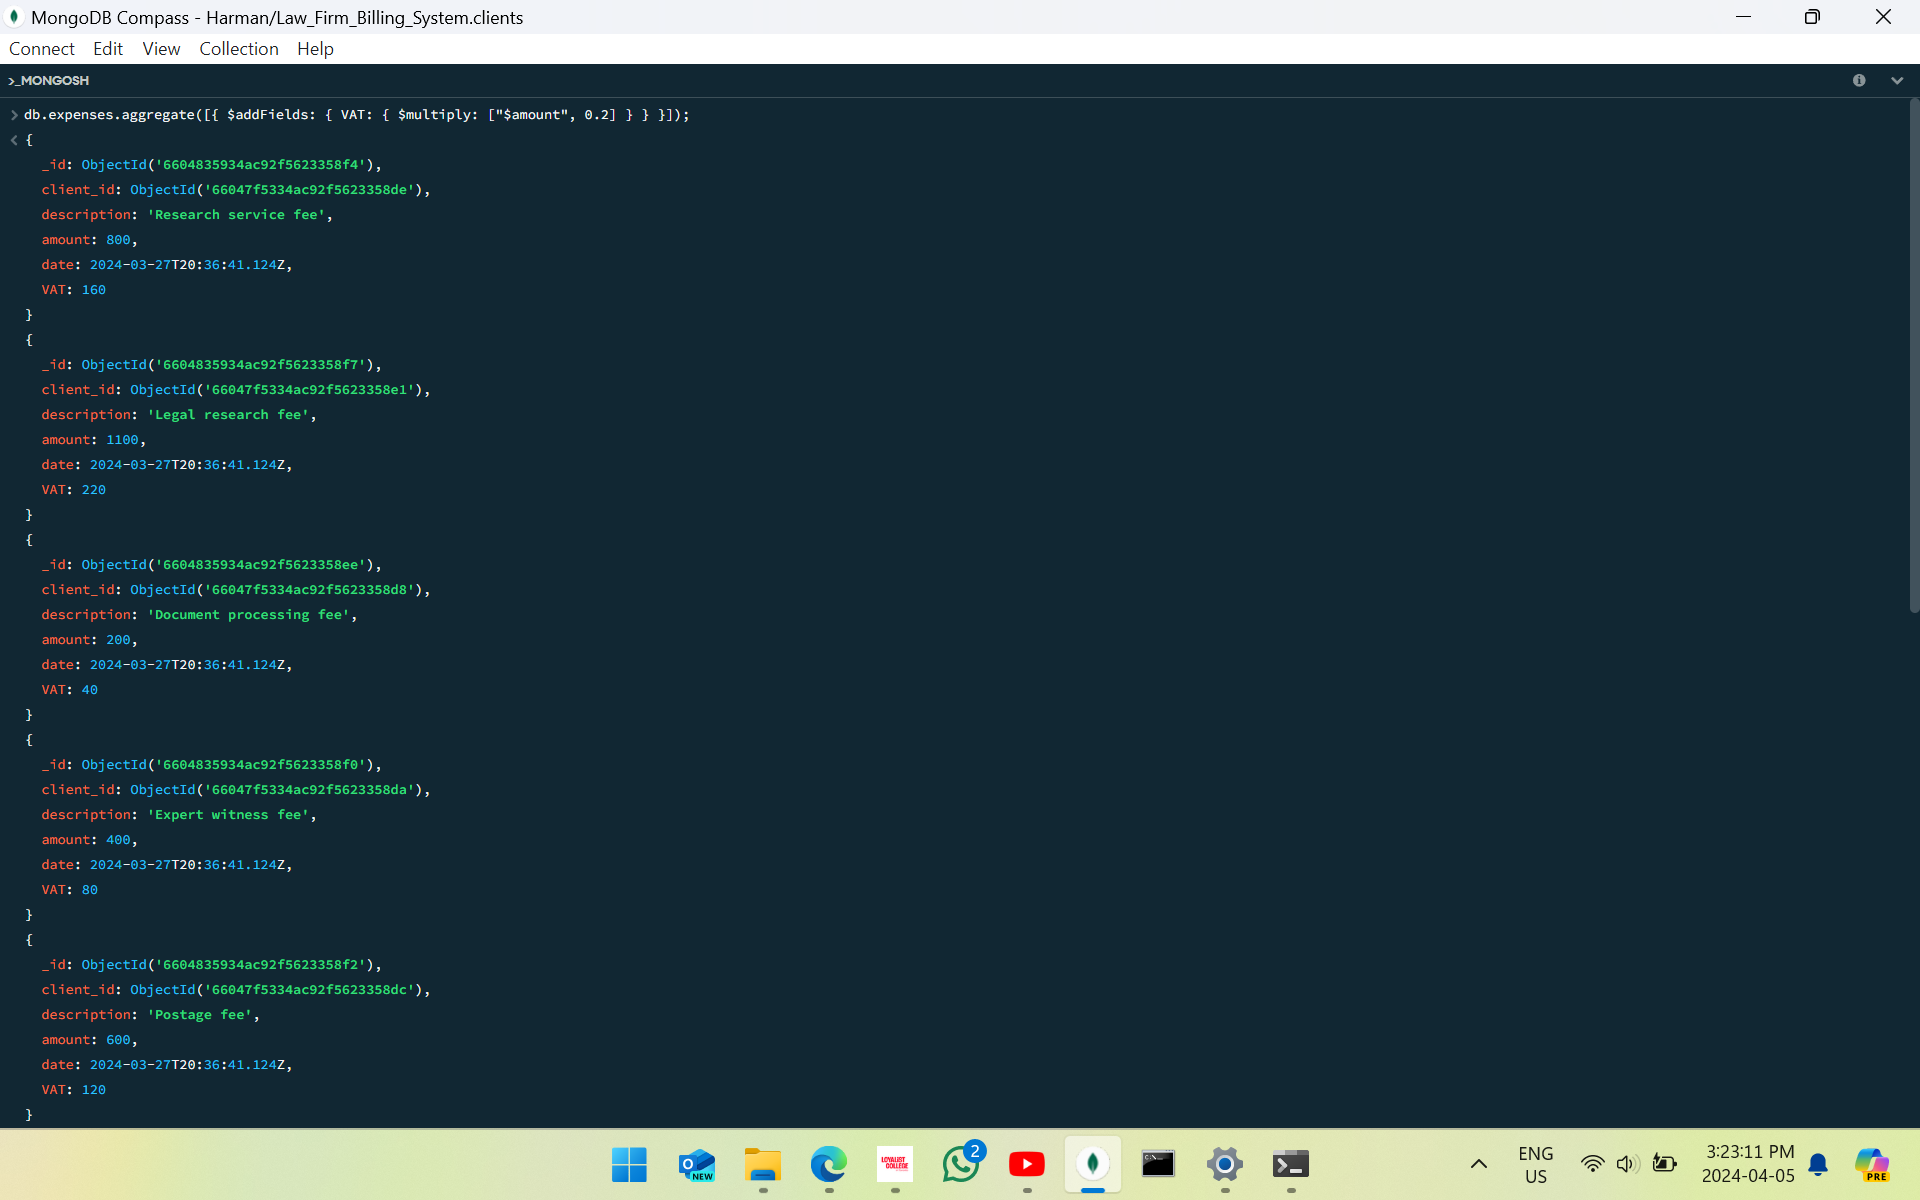 MongoDB Compass - Harman/Law_Firm_Billing_System.clients
Connect Edit View Collection Help
>_MONGOSH
> db.expenses.aggregate([{ $addFields: { VAT: { $multiply: ["$amount", 0.2] } } }]);
< {
_id: ObjectId('6604835934ac92f5623358f4'),
client_id: ObjectId('66047f5334ac92f5623358de'),
description: 'Research service fee',
amount: 800,
date: 2024-03-27T20:36:41.124Z,
VAT: 160
}
{
_id: ObjectId('6604835934ac92f5623358f7'),
client_id: ObjectId('66047f5334ac92f5623358e1'),
description: 'Legal research fee',
amount: 1100,
date: 2024-03-27T20:36:41.124Z,
VAT: 220
}
{
_id: ObjectId('6604835934ac92f5623358ee'),
client_id: ObjectId('66047f5334ac92f5623358d8'),
description: 'Document processing fee',
amount: 200,
date: 2024-03-27T20:36:41.124Z,
VAT: 40
}
{
_id: ObjectId('6604835934ac92f5623358f0'),
client_id: ObjectId('66047f5334ac92f5623358da'),
description: 'Expert witness fee',
amount: 400,
date: 2024-03-27T20:36:41.124Z,
VAT: 80
}
{
_id: ObjectId('6604835934ac92f5623358f2'),
client_id: ObjectId('66047f5334ac92f5623358dc'),
description: 'Postage fee',
amount: 600,
date: 2024-03-27T20:36:41.124Z,
VAT: 120
}
NEW
LOYALIST
COLLEGE
2
ENG
US
3:23:11 PM
2024-04-05
PRE